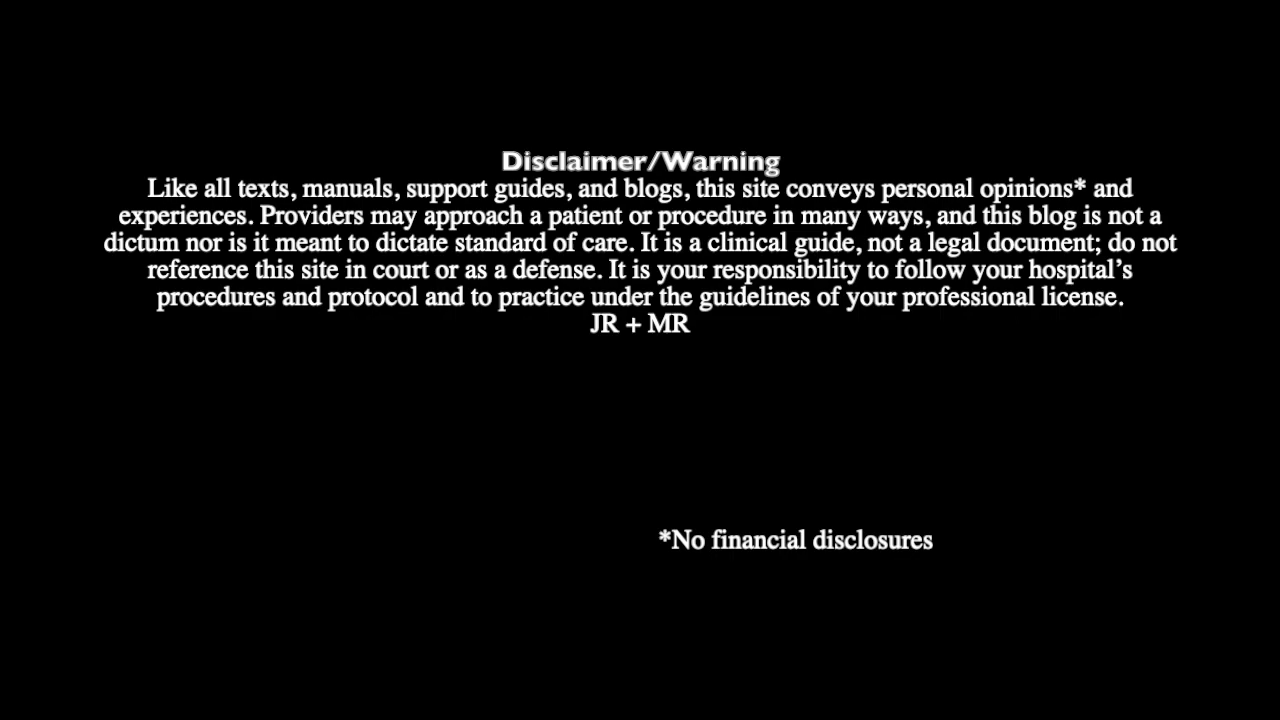 Disclaimer/Warning
Like all texts, manuals, support guides, and blogs, this site conveys personal opinions* and
experiences. Providers may approach a patient or procedure in many ways, and this blog is not a
dictum nor is it meant to dictate standard of care. It is a clinical guide, not a legal document; do not
reference this site in court or as a defense. It is your responsibility to follow your hospital’s
procedures and protocol and to practice under the guidelines of your professional license.
JR + MR
*No financial disclosures